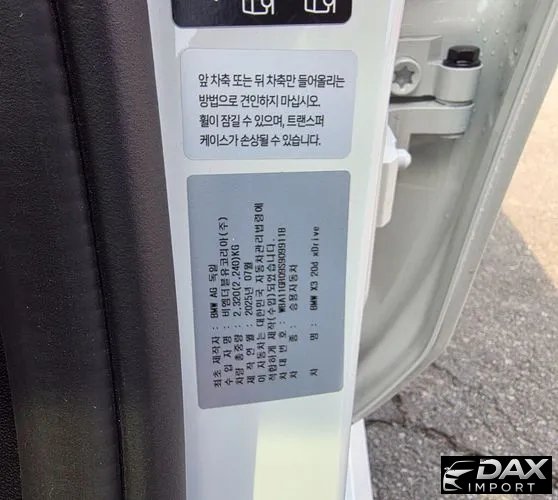 앞 차축 또는 뒤 차축만 들어올리는
방법으로 견인하지 마십시오.
휠이 잠길 수 있으며, 트랜스퍼
케이스가 손상될 수 있습니다.
최초 제작자 : BMW AG 독일
수 입 자 명 : 비엠더블유코리아(주)
차량 총중량 : 2,320(2,240)KG
제 작 연 월 : 2025년 07월
이 자동차는 대한민국 자동차관리법령에
적합하게 제작(수입)되었습니다.
차 대 번 호 :
차 종 : 승용자동차
차 명 : BMW X3 20d xDrive
DAX
IMPORT